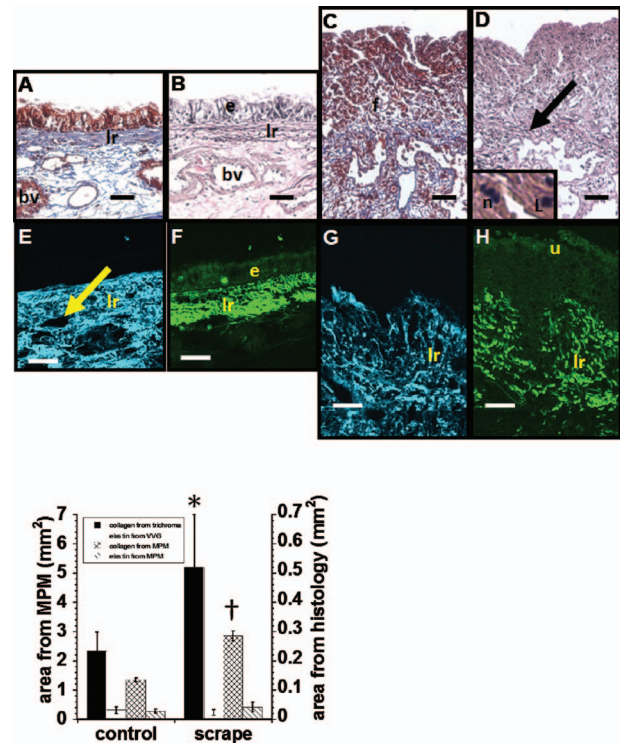 A
B
C
D
e
lr
lr
bv
bv
f
n
L
E
F
G
H
lr
e
lr
lr
u
lr
area from MPM (mm²)
7
6
5
4
3
2
1
0
collagen from trichrome
elastin from VVG
collagen from MPM
elastin from MPM
*
†
0.7
0.6
0.5
0.4
0.3
0.2
0.1
0
area from histology (mm²)
control
scrape